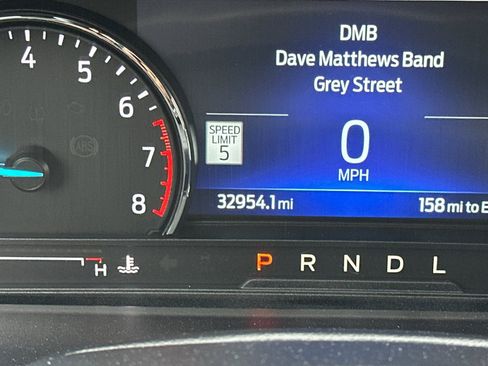 DMB
Dave Matthews Band
Grey Street
4
5
6
7
8
ABS
SPEED
LIMIT
5
0
MPH
32954.1 mi
158 mi to E
H
P R N D L